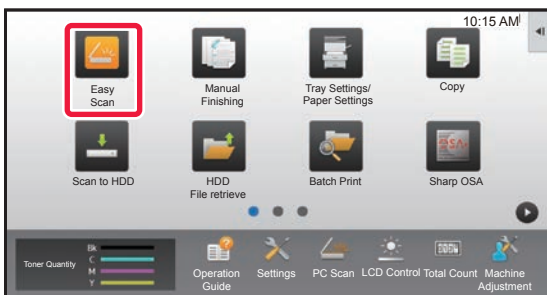 10:15 AM
Easy
Scan
Manual
Finishing
Tray Settings/
Paper Settings
Copy
Scan to HDD
HDD
File retrieve
Batch Print
Sharp OSA
Toner Quantity
Bk
C
M
Y
Operation
Guide
Settings
PC Scan
LCD Control
Total Count
Machine
Adjustment